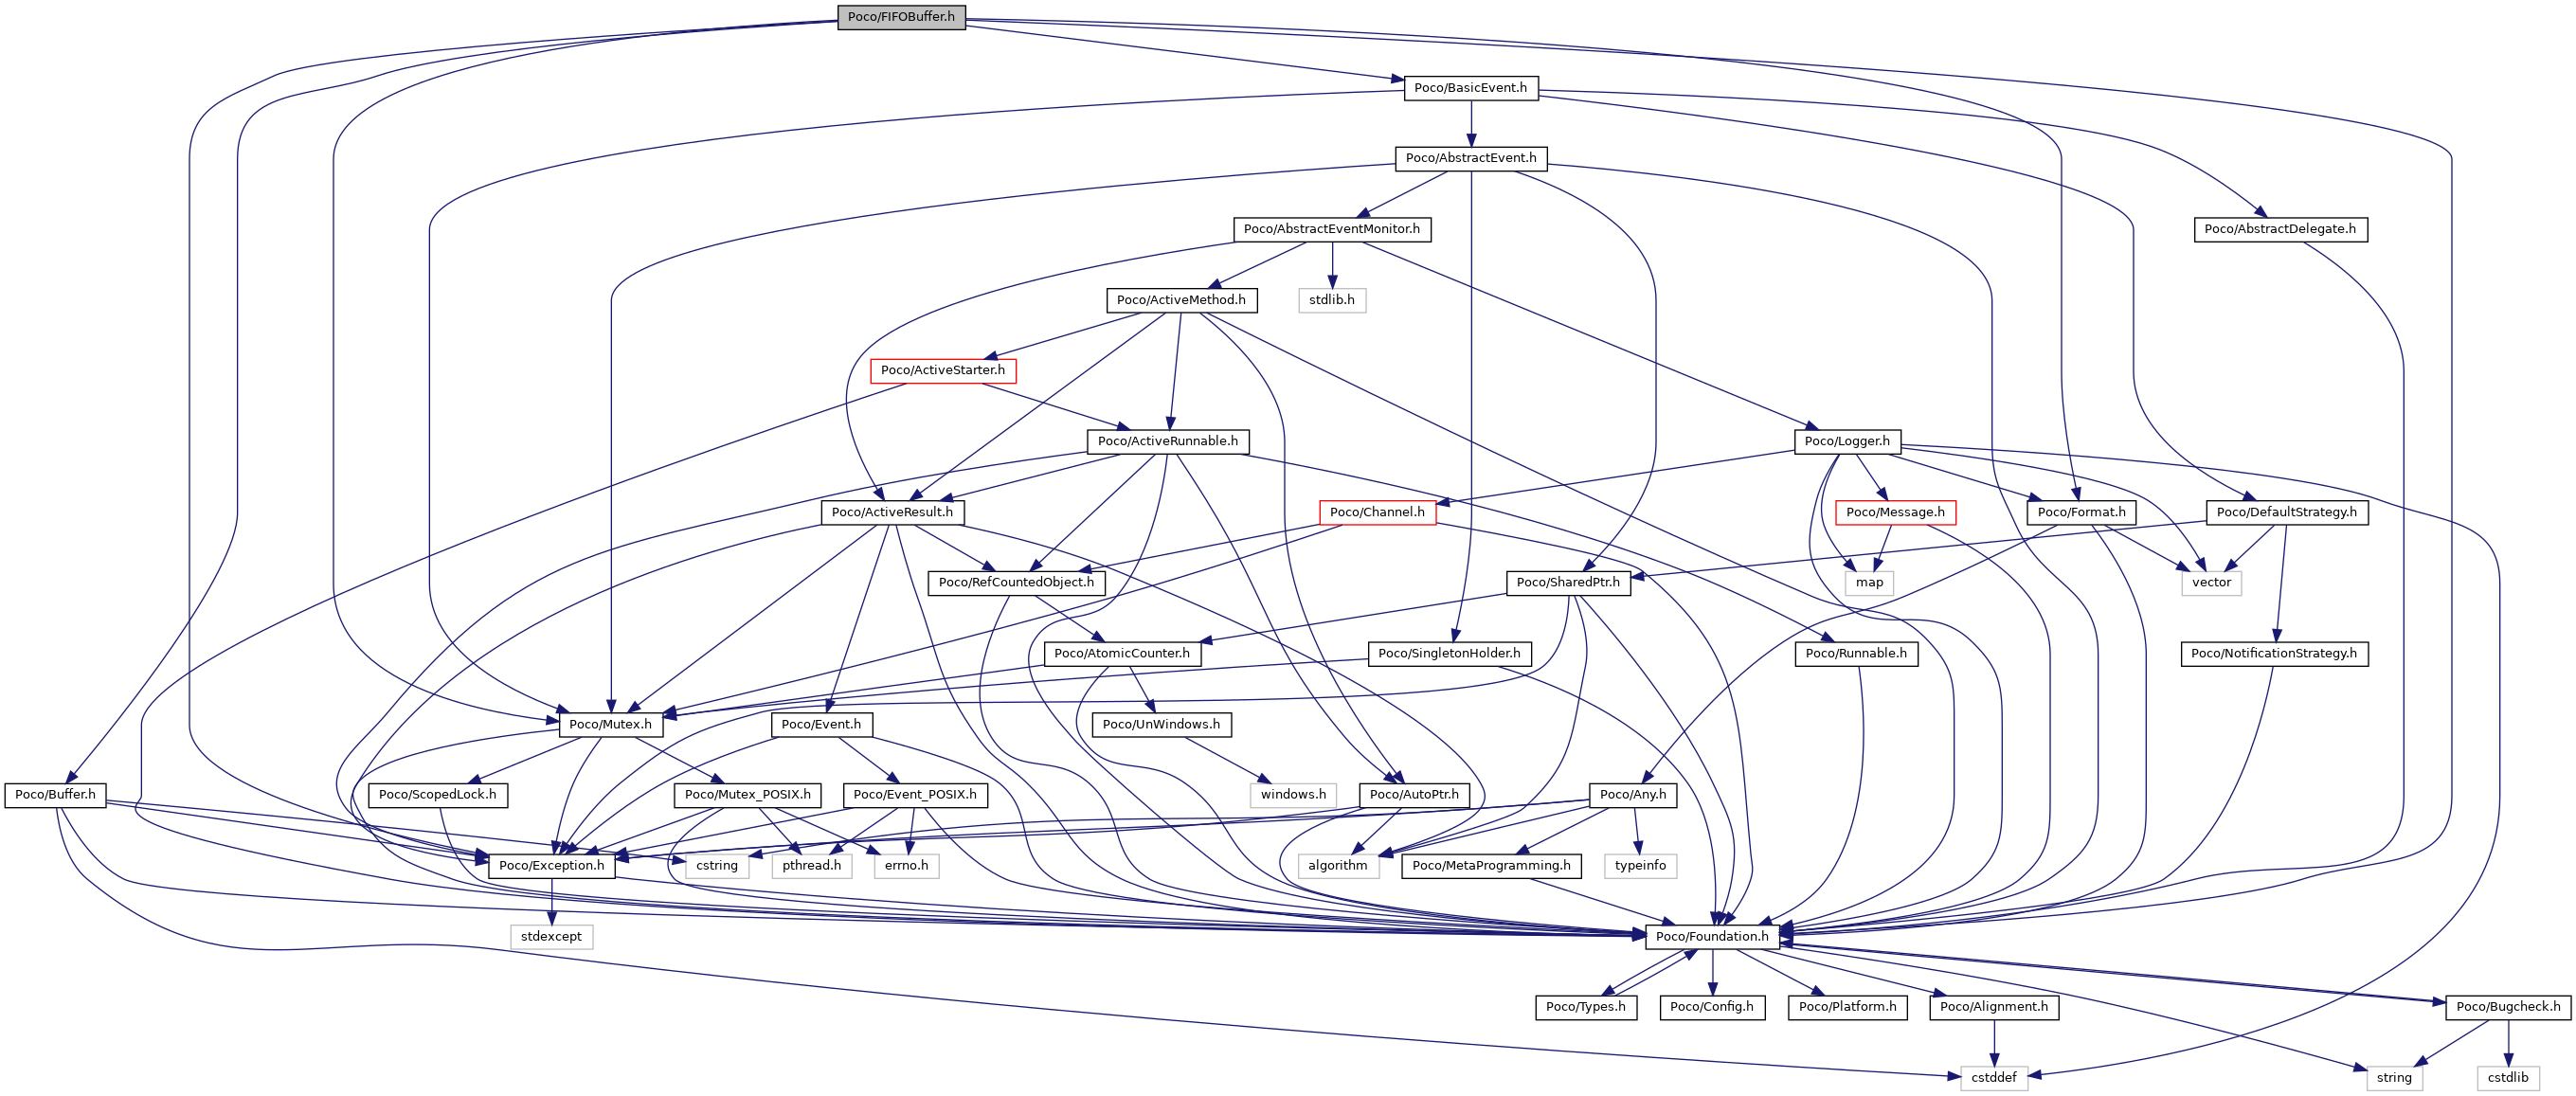 Poco/FIFOBuffer.h
Poco/BasicEvent.h
Poco/AbstractEvent.h
Poco/AbstractEventMonitor.h
Poco/AbstractDelegate.h
Poco/ActiveMethod.h
stdlib.h
Poco/ActiveStarter.h
Poco/ActiveRunnable.h
Poco/Logger.h
Poco/ActiveResult.h
Poco/Channel.h
Poco/Message.h
Poco/Format.h
Poco/DefaultStrategy.h
Poco/RefCountedObject.h
Poco/SharedPtr.h
map
vector
Poco/AtomicCounter.h
Poco/SingletonHolder.h
Poco/Runnable.h
Poco/NotificationStrategy.h
Poco/Mutex.h
Poco/Event.h
Poco/UnWindows.h
Poco/Buffer.h
Poco/ScopedLock.h
Poco/Mutex_POSIX.h
Poco/Event_POSIX.h
windows.h
Poco/AutoPtr.h
Poco/Any.h
Poco/Exception.h
cstring
pthread.h
errno.h
algorithm
Poco/MetaProgramming.h
typeinfo
stdexcept
Poco/Foundation.h
Poco/Types.h
Poco/Config.h
Poco/Platform.h
Poco/Alignment.h
Poco/Bugcheck.h
cstddef
string
cstdlib